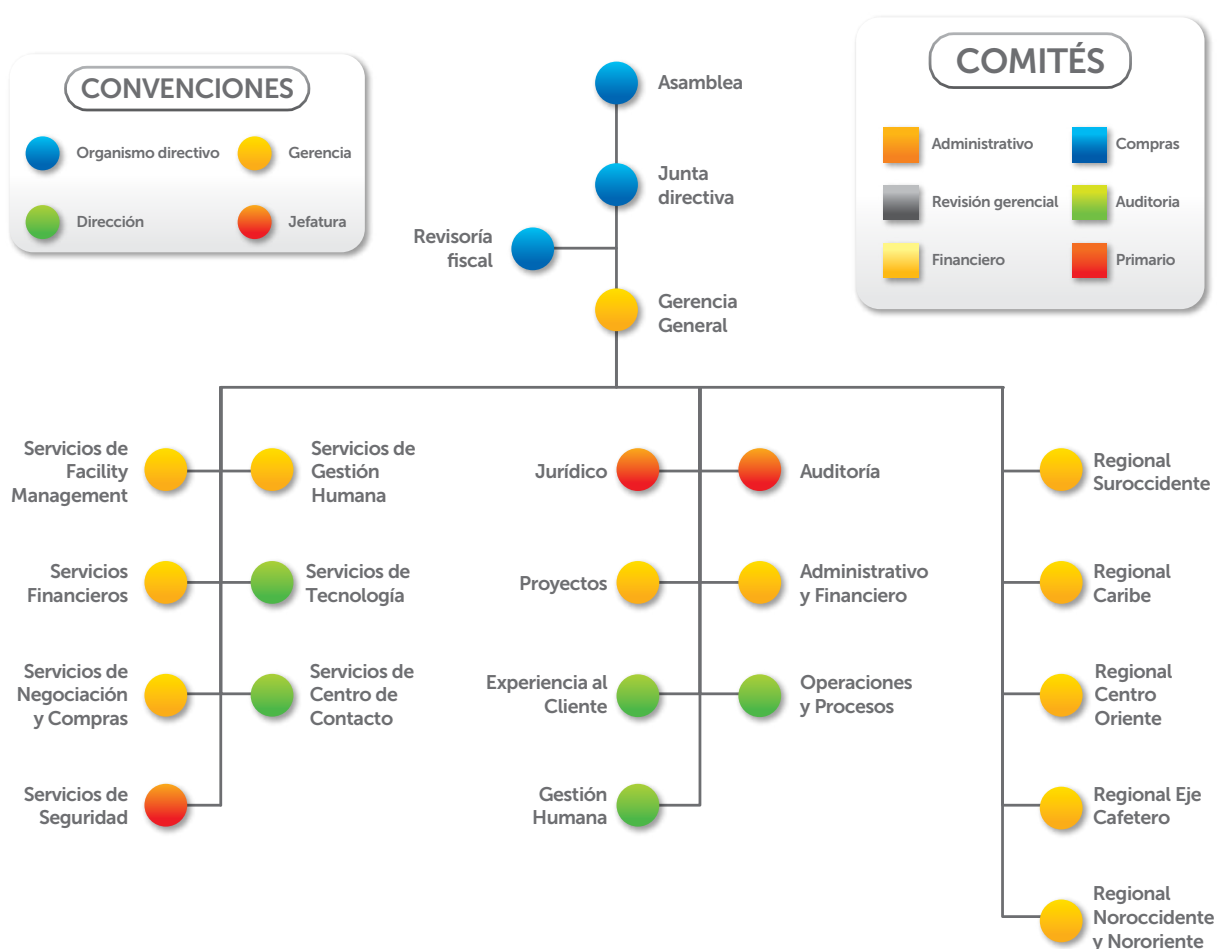 CONVENCIONES
Organismo directivo
Gerencia
Dirección
Jefatura
COMITÉS
Administrativo
Compras
Revisión gerencial
Auditoria
Financiero
Primario
Asamblea
Junta
directiva
Revisoría
fiscal
Gerencia
General
Servicios de
Facility
Management
Servicios de
Gestión
Humana
Servicios
Financieros
Servicios de
Tecnología
Servicios de
Negociación
y Compras
Servicios de
Centro de
Contacto
Servicios de
Seguridad
Jurídico
Auditoría
Proyectos
Administrativo
y Financiero
Experiencia al
Cliente
Operaciones
y Procesos
Gestión
Humana
Regional
Suroccidente
Regional
Caribe
Regional
Centro
Oriente
Regional Eje
Cafetero
Regional
Noroccidente
y Nororiente